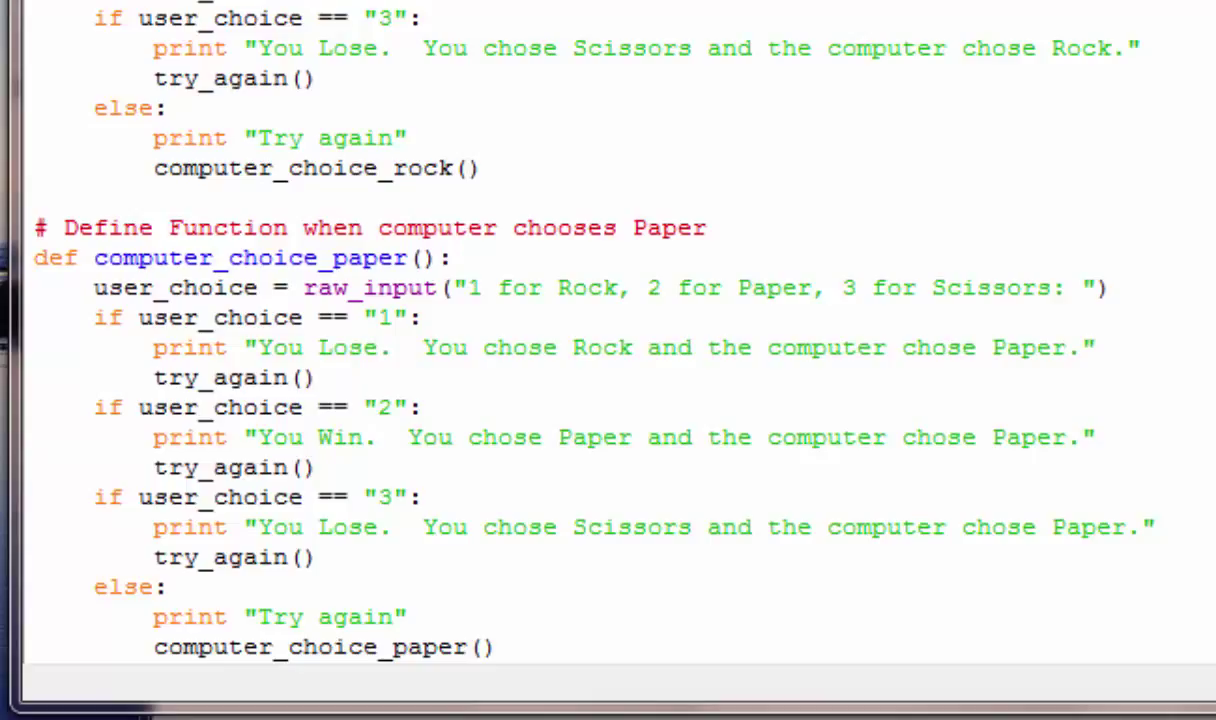 if user_choice == "3":
        print "You Lose.  You chose Scissors and the computer chose Rock."
        try_again()
    else:
        print "Try again"
        computer_choice_rock()

# Define Function when computer chooses Paper
def computer_choice_paper():
    user_choice = raw_input("1 for Rock, 2 for Paper, 3 for Scissors: ")
    if user_choice == "1":
        print "You Lose.  You chose Rock and the computer chose Paper."
        try_again()
    if user_choice == "2":
        print "You Win.  You chose Paper and the computer chose Paper."
        try_again()
    if user_choice == "3":
        print "You Lose.  You chose Scissors and the computer chose Paper."
        try_again()
    else:
        print "Try again"
        computer_choice_paper()